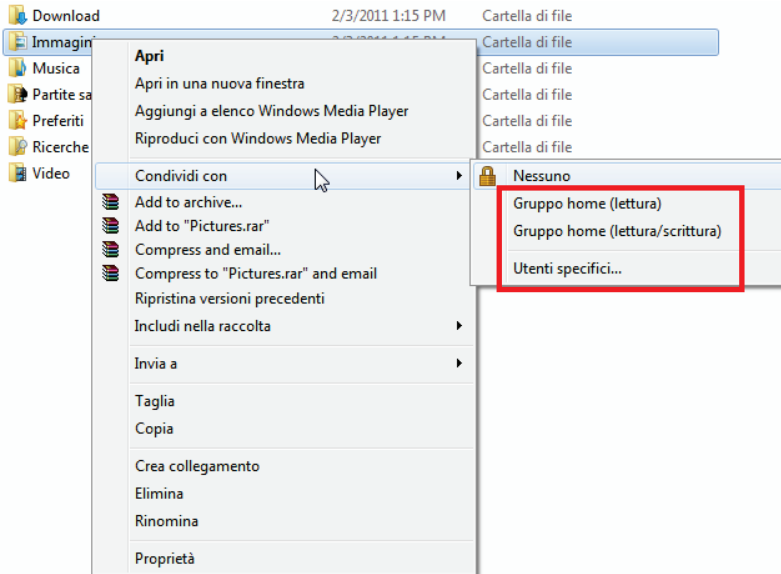 Download 2/3/2011 1:15 PM Cartella di file
Immagini Cartella di file
Musica Cartella di file
Partite sa Cartella di file
Preferiti Cartella di file
Ricerche Cartella di file
Video
Apri
Apri in una nuova finestra
Aggiungi a elenco Windows Media Player
Riproduci con Windows Media Player
Condividi con
Add to archive...
Add to "Pictures.rar"
Compress and email...
Compress to "Pictures.rar" and email
Ripristina versioni precedenti
Includi nella raccolta
Invia a
Taglia
Copia
Crea collegamento
Elimina
Rinomina
Proprietà
Nessuno
Gruppo home (lettura)
Gruppo home (lettura/scrittura)
Utenti specifici...